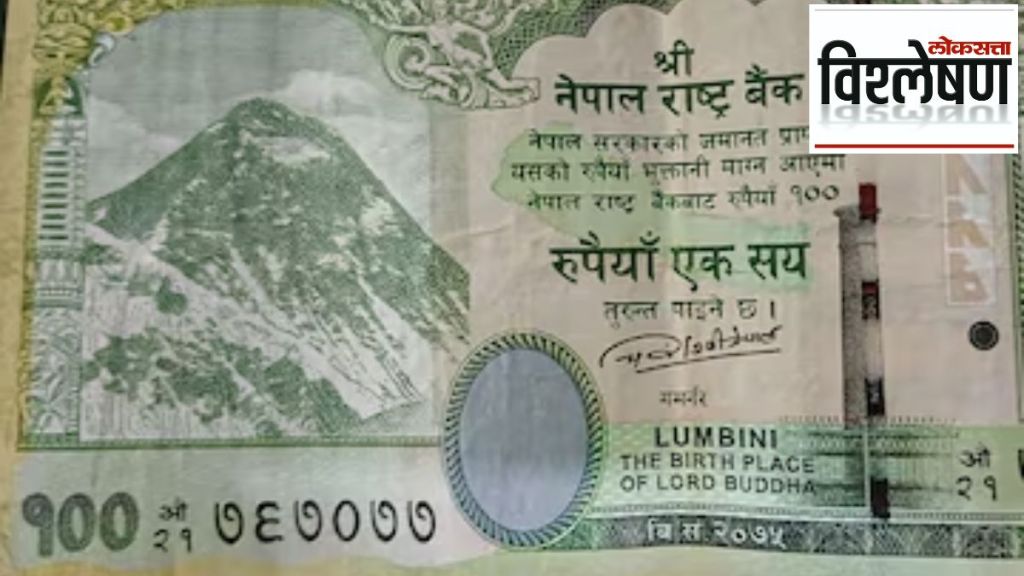 लोकसत्ता
विश्लेषण
श्री
नेपाल राष्ट्र बैंक
नेपाल सरकारको जमानत
यसको रुपैयाँ भुक्तानी माग्न आएमा
नेपाल राष्ट्र बैंकबाट रुपैयाँ १००
रुपैयाँ एक सय
तुरुन्त पाइने छ।
गभर्नर
LUMBINI
THE BIRTH PLACE
OF LORD BUDDHA
औ
२१
१०० औ २१ ७६७०७७
बि सं २०७५